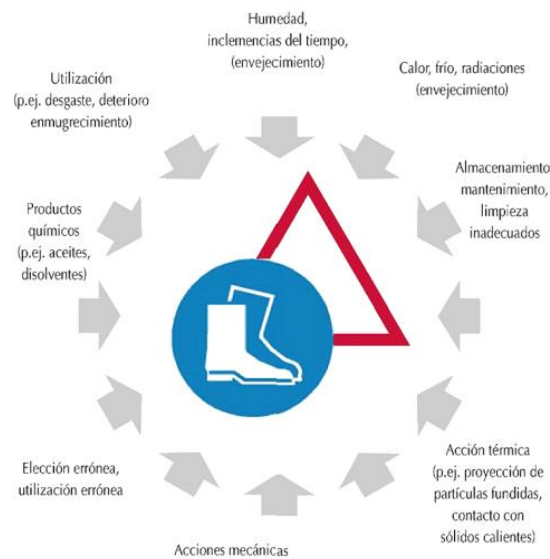 Humedad,
inclemencias del tiempo,
(envejecimiento)
Calor, frío, radiaciones
(envejecimiento)
Utilización
(p.ej. desgaste, deterioro
enmugrecimiento)
Almacenamiento
mantenimiento,
limpieza
inadecuados
Productos
químicos
(p.ej. aceites,
disolventes)
Acción térmica
(p.ej. proyección de
partículas fundidas,
contacto con
sólidos calientes)
Elección errónea,
utilización errónea
Acciones mecánicas